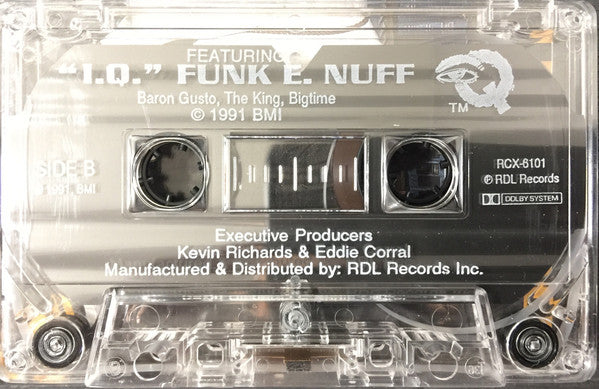 FEATURING
"I.Q." FUNK E. NUFF
Baron Gusto, The King, Bigtime
© 1991 BMI
TM
SIDE B
© 1991, BMI
RCX-6101
℗ RDL Records
DOLBY SYSTEM
Executive Producers
Kevin Richards & Eddie Corral
Manufactured & Distributed by: RDL Records Inc.